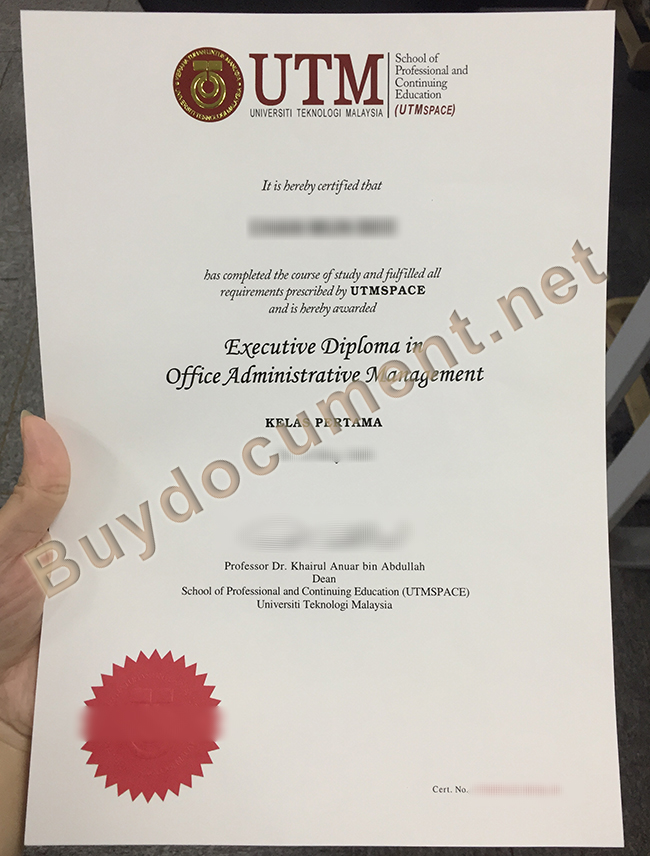 UTM
UNIVERSITI TEKNOLOGI MALAYSIA
School of
Professional and
Continuing
Education
(UTMSPACE)
It is hereby certified that
has completed the course of study and fulfilled all
requirements prescribed by UTMSPACE
and is hereby awarded
Executive Diploma in
Office Administrative Management
KELAS PERTAMA
Buydocument.net
Professor Dr. Khairul Anuar bin Abdullah
Dean
School of Professional and Continuing Education (UTMSPACE)
Universiti Teknologi Malaysia
Cert. No.